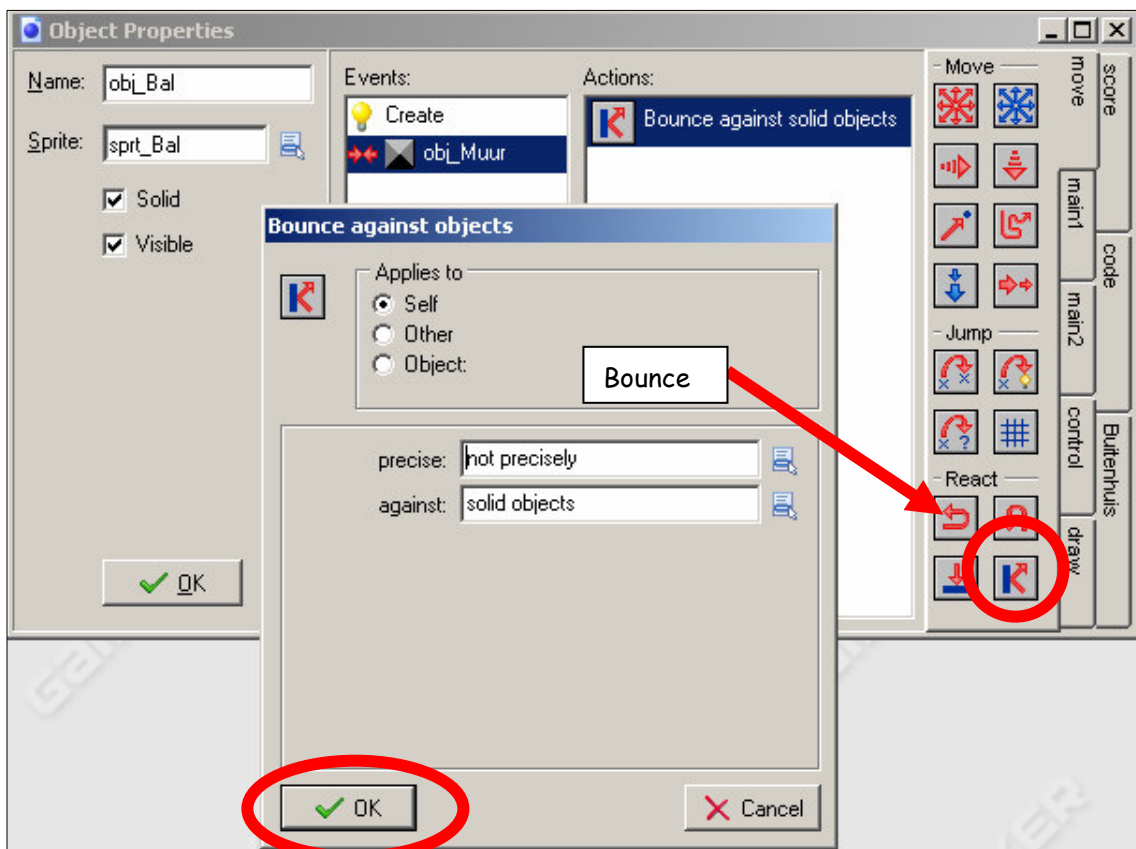 Object Properties
Name: obj_Bal
Sprite: sprt_Bal
Solid
Visible
OK
Events:
Create
obj_Muur
Actions:
Bounce against solid objects
Move
Jump
React
move
main1
main2
control
draw
score
code
Buitenhuis
Bounce against objects
Applies to
Self
Other
Object:
precise: not precisely
against: solid objects
OK
Cancel
Bounce